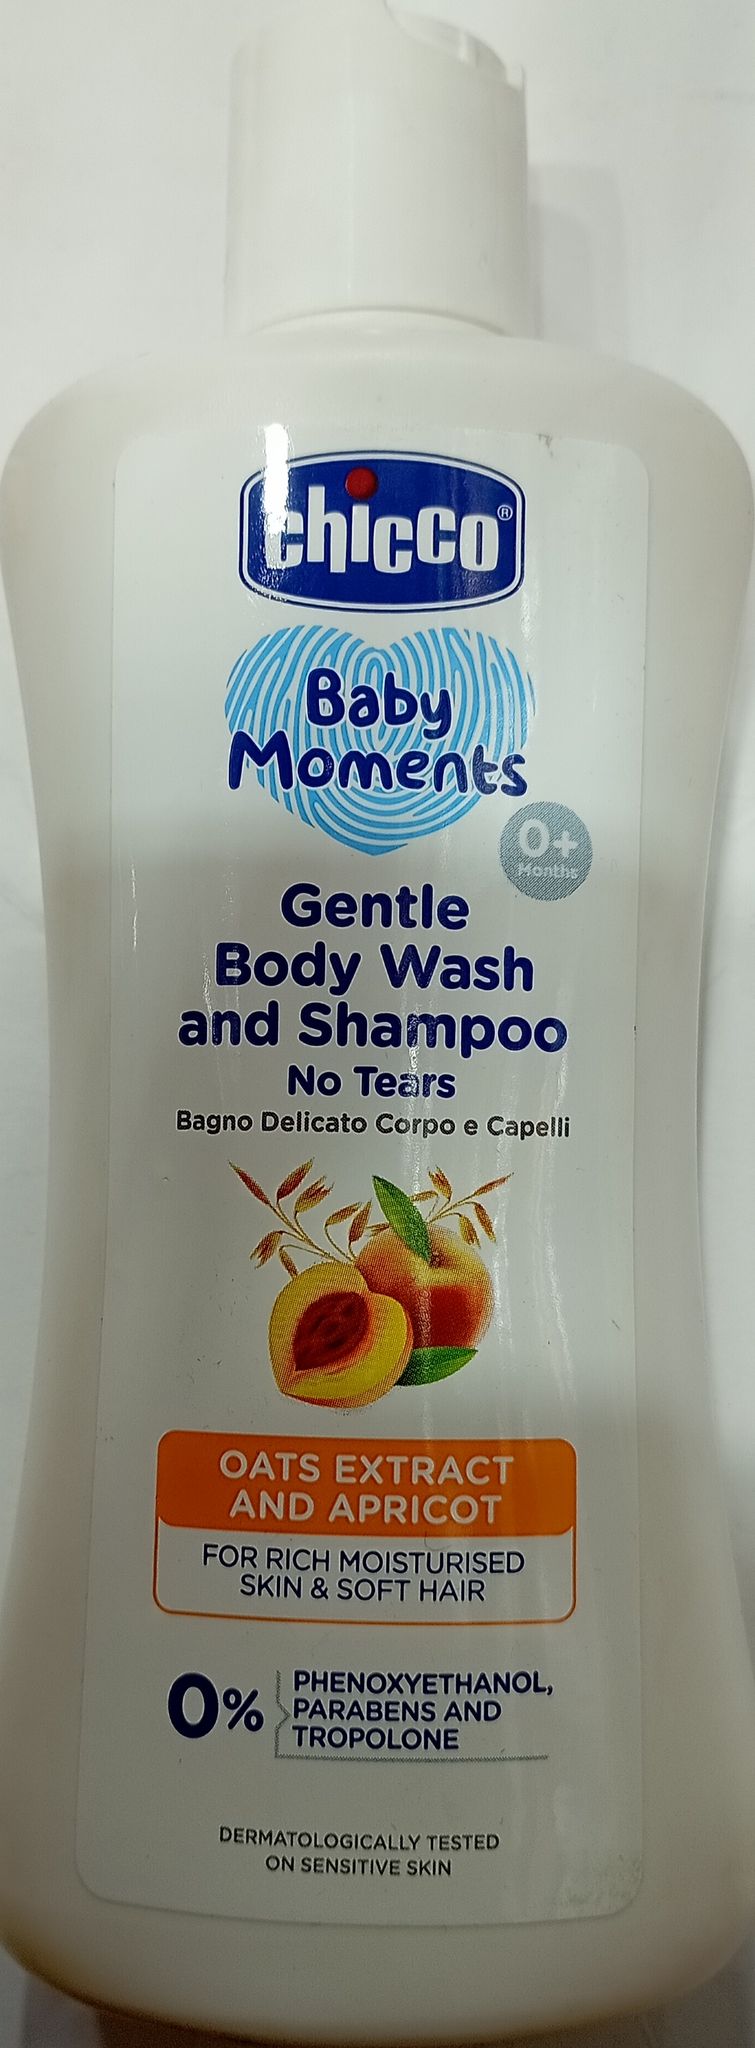 chicco®
Baby
Moments
0+
Months
Gentle
Body Wash
and Shampoo
No Tears
Bagno Delicato Corpo e Capelli
OATS EXTRACT
AND APRICOT
FOR RICH MOISTURISED
SKIN & SOFT HAIR
0%
PHENOXYETHANOL,
PARABENS AND
TROPOLONE
DERMATOLOGICALLY TESTED
ON SENSITIVE SKIN